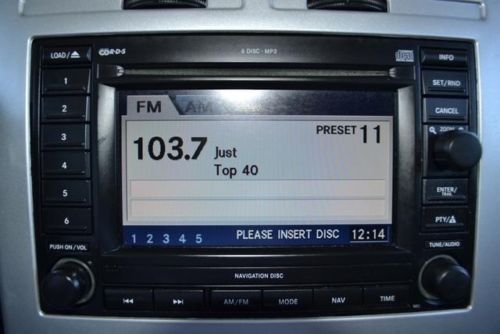 LOAD/
R·D·S
6 DISC · MP3
INFO
1
2
3
4
5
6
FM AM
PRESET 11
103.7 Just
Top 40
1 2 3 4 5 PLEASE INSERT DISC 12:14
SET/RND
CANCEL
ZOOM
ENTER/
PTY/
PUSH ON/VOL
TUNE/AUDIO
NAVIGATION DISC
AM/FM
MODE
NAV
TIME
MIC